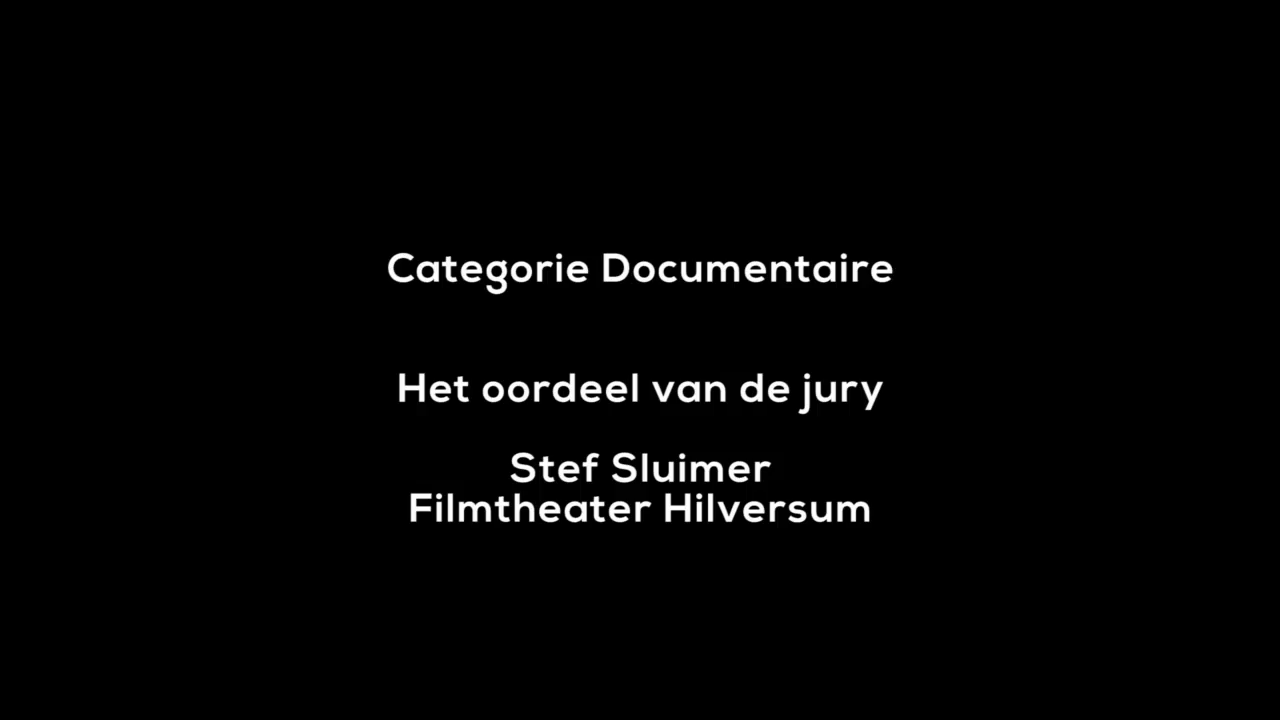 Categorie Documentaire
Het oordeel van de jury
Stef Sluimer
Filmtheater Hilversum